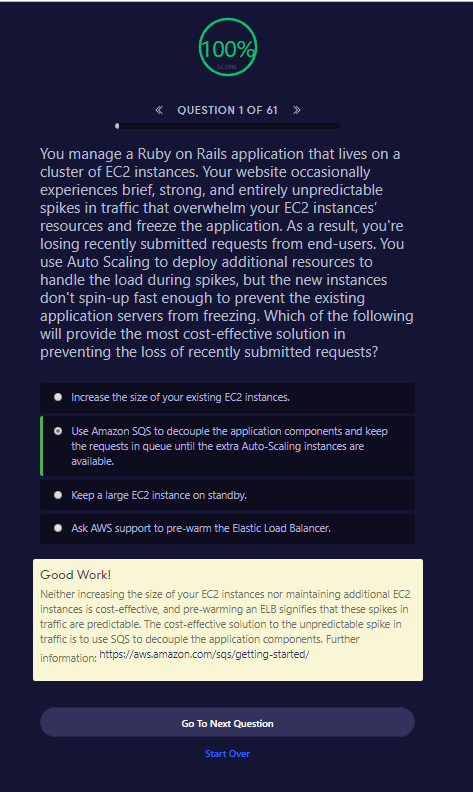 100%
SCORE
« QUESTION 1 OF 61 »
You manage a Ruby on Rails application that lives on a
cluster of EC2 instances. Your website occasionally
experiences brief, strong, and entirely unpredictable
spikes in traffic that overwhelm your EC2 instances’
resources and freeze the application. As a result, you're
losing recently submitted requests from end-users. You
use Auto Scaling to deploy additional resources to
handle the load during spikes, but the new instances
don't spin-up fast enough to prevent the existing
application servers from freezing. Which of the following
will provide the most cost-effective solution in
preventing the loss of recently submitted requests?
Increase the size of your existing EC2 instances.
Use Amazon SQS to decouple the application components and keep
the requests in queue until the extra Auto-Scaling instances are
available.
Keep a large EC2 instance on standby.
Ask AWS support to pre-warm the Elastic Load Balancer.
Good Work!
Neither increasing the size of your EC2 instances nor maintaining additional EC2
instances is cost-effective, and pre-warming an ELB signifies that these spikes in
traffic are predictable. The cost-effective solution to the unpredictable spike in
traffic is to use SQS to decouple the application components. Further
information: https://aws.amazon.com/sqs/getting-started/
Go To Next Question
Start Over